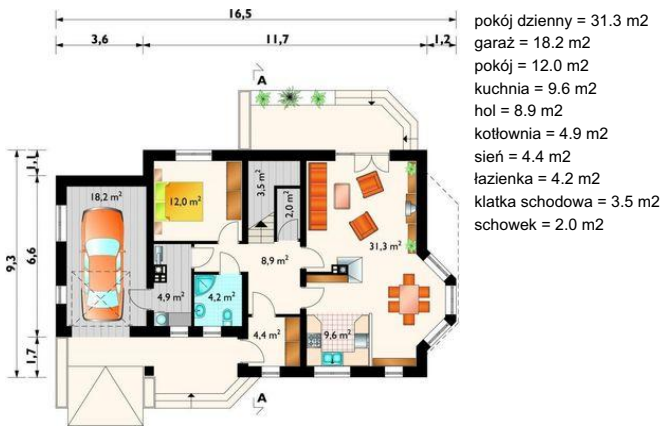 16,5
3,6
11,7
1,2
A
pokój dzienny = 31.3 m2
garaż = 18.2 m2
pokój = 12.0 m2
kuchnia = 9.6 m2
hol = 8.9 m2
kotłownia = 4.9 m2
sień = 4.4 m2
łazienka = 4.2 m2
klatka schodowa = 3.5 m2
schowek = 2.0 m2
1,1
9,3
6,6
1,7
18,2 m²
12,0 m²
3,5 m²
2,0 m²
31,3 m²
8,9 m²
4,9 m²
4,2 m²
4,4 m²
9,6 m²
A